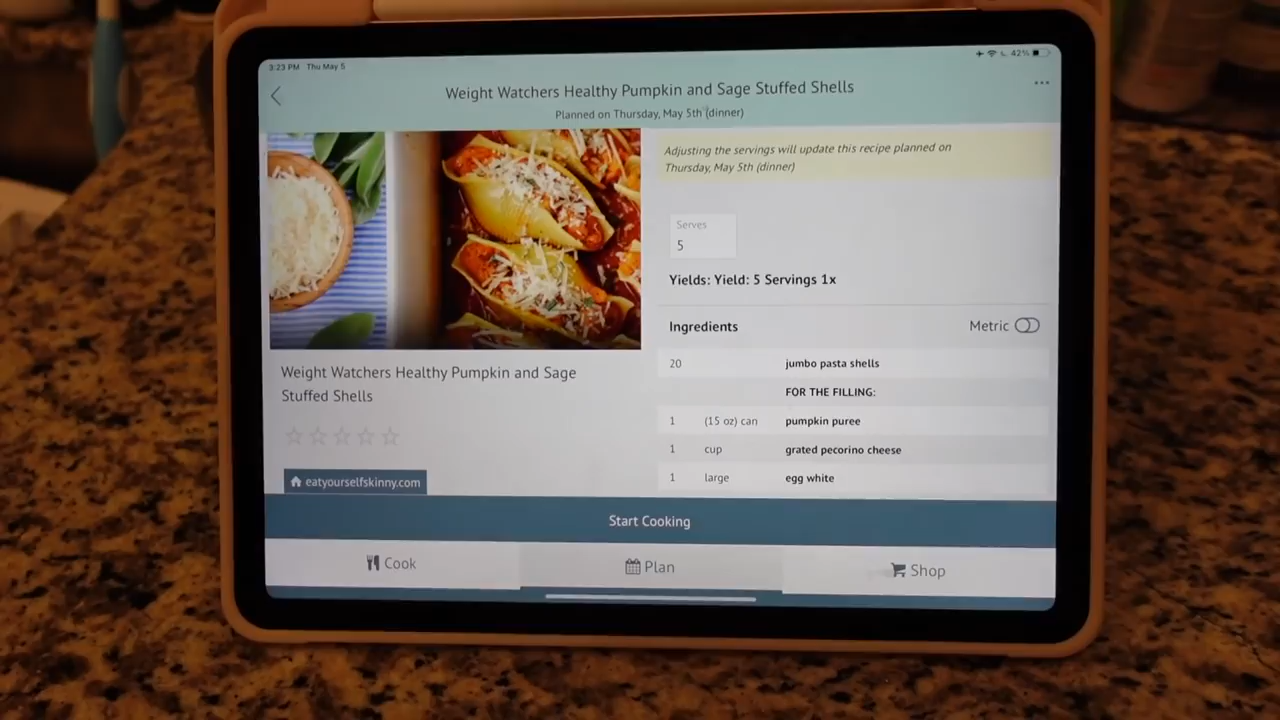 3:23 PM Thu May 5
42%
Weight Watchers Healthy Pumpkin and Sage Stuffed Shells
Planned on Thursday, May 5th (dinner)
Adjusting the servings will update this recipe planned on
Thursday, May 5th (dinner)
Serves
5
Yields: Yield: 5 Servings 1x
Ingredients Metric
20 jumbo pasta shells
FOR THE FILLING:
1 (15 oz) can pumpkin puree
1 cup grated pecorino cheese
1 large egg white
Weight Watchers Healthy Pumpkin and Sage
Stuffed Shells
eatyourselfskinny.com
Start Cooking
Cook Plan Shop